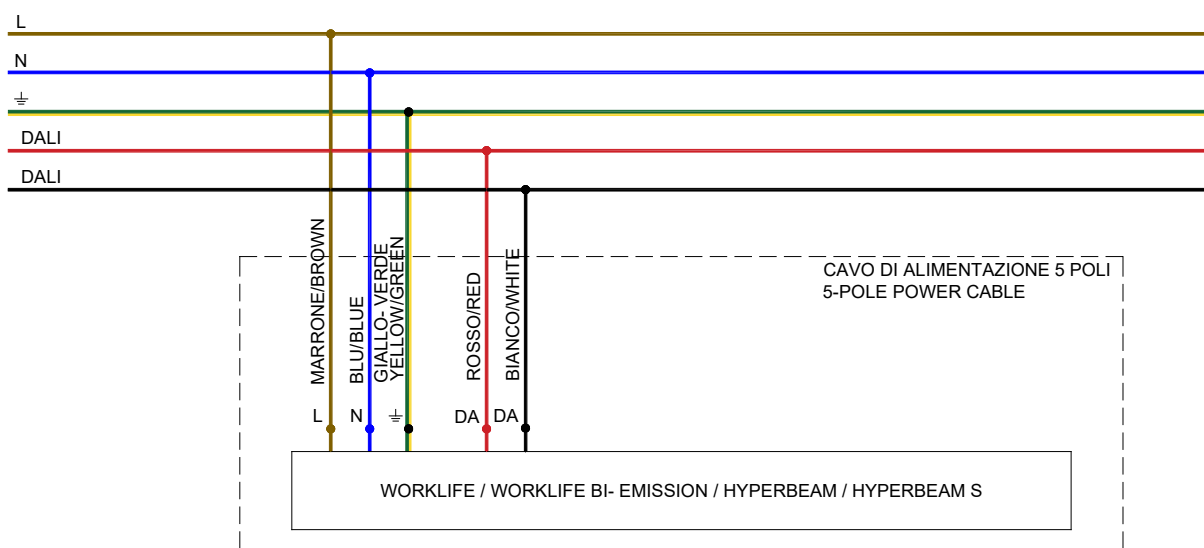 L
N
DALI
DALI
CAVO DI ALIMENTAZIONE 5 POLI
5-POLE POWER CABLE
MARRONE/BROWN
BLU/BLUE
GIALLO- VERDE
YELLOW/GREEN
ROSSO/RED
BIANCO/WHITE
L
N
DA
DA
WORKLIFE / WORKLIFE BI- EMISSION / HYPERBEAM / HYPERBEAM S